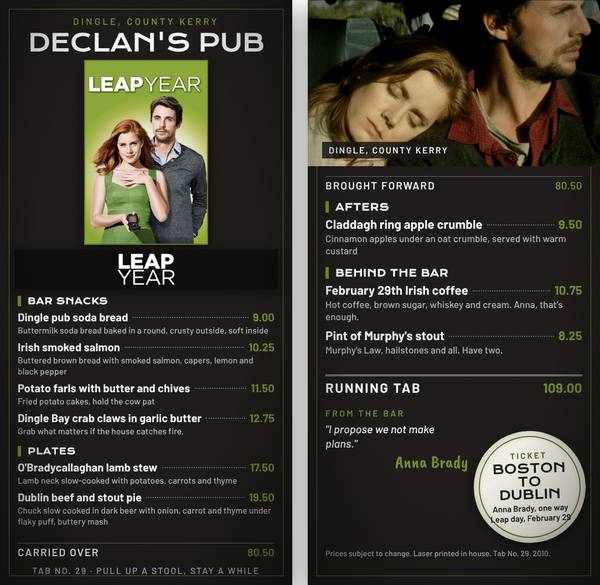 DINGLE, COUNTY KERRY
DECLAN'S PUB
LEAPYEAR
LEAP
YEAR
BAR SNACKS
Dingle pub soda bread 9.00
Buttermilk soda bread baked in a round, crusty outside, soft inside
Irish smoked salmon 10.25
Buttered brown bread with smoked salmon, capers, lemon and
black pepper
Potato farls with butter and chives 11.50
Fried potato cakes, hold the cow pat
Dingle Bay crab claws in garlic butter 12.75
Grab what matters if the house catches fire.
PLATES
O'Bradycallaghan lamb stew 17.50
Lamb neck slow-cooked with potatoes, carrots and thyme
Dublin beef and stout pie 19.50
Chuck slow cooked in dark beer with onion, carrot and thyme under
flaky puff, buttery mash
CARRIED OVER 80.50
TAB NO. 29 · PULL UP A STOOL, STAY A WHILE
DINGLE, COUNTY KERRY
BROUGHT FORWARD 80.50
AFTERS
Claddagh ring apple crumble 9.50
Cinnamon apples under an oat crumble, served with warm
custard
BEHIND THE BAR
February 29th Irish coffee 10.75
Hot coffee, brown sugar, whiskey and cream. Anna, that's
enough.
Pint of Murphy's stout 8.25
Murphy's Law, hailstones and all. Have two.
RUNNING TAB 109.00
FROM THE BAR
"I propose we not make
plans."
Anna Brady
TICKET
BOSTON
TO
DUBLIN
Anna Brady, one way
Leap day, February 29
Prices subject to change. Laser printed in house. Tab No. 29. 2010.